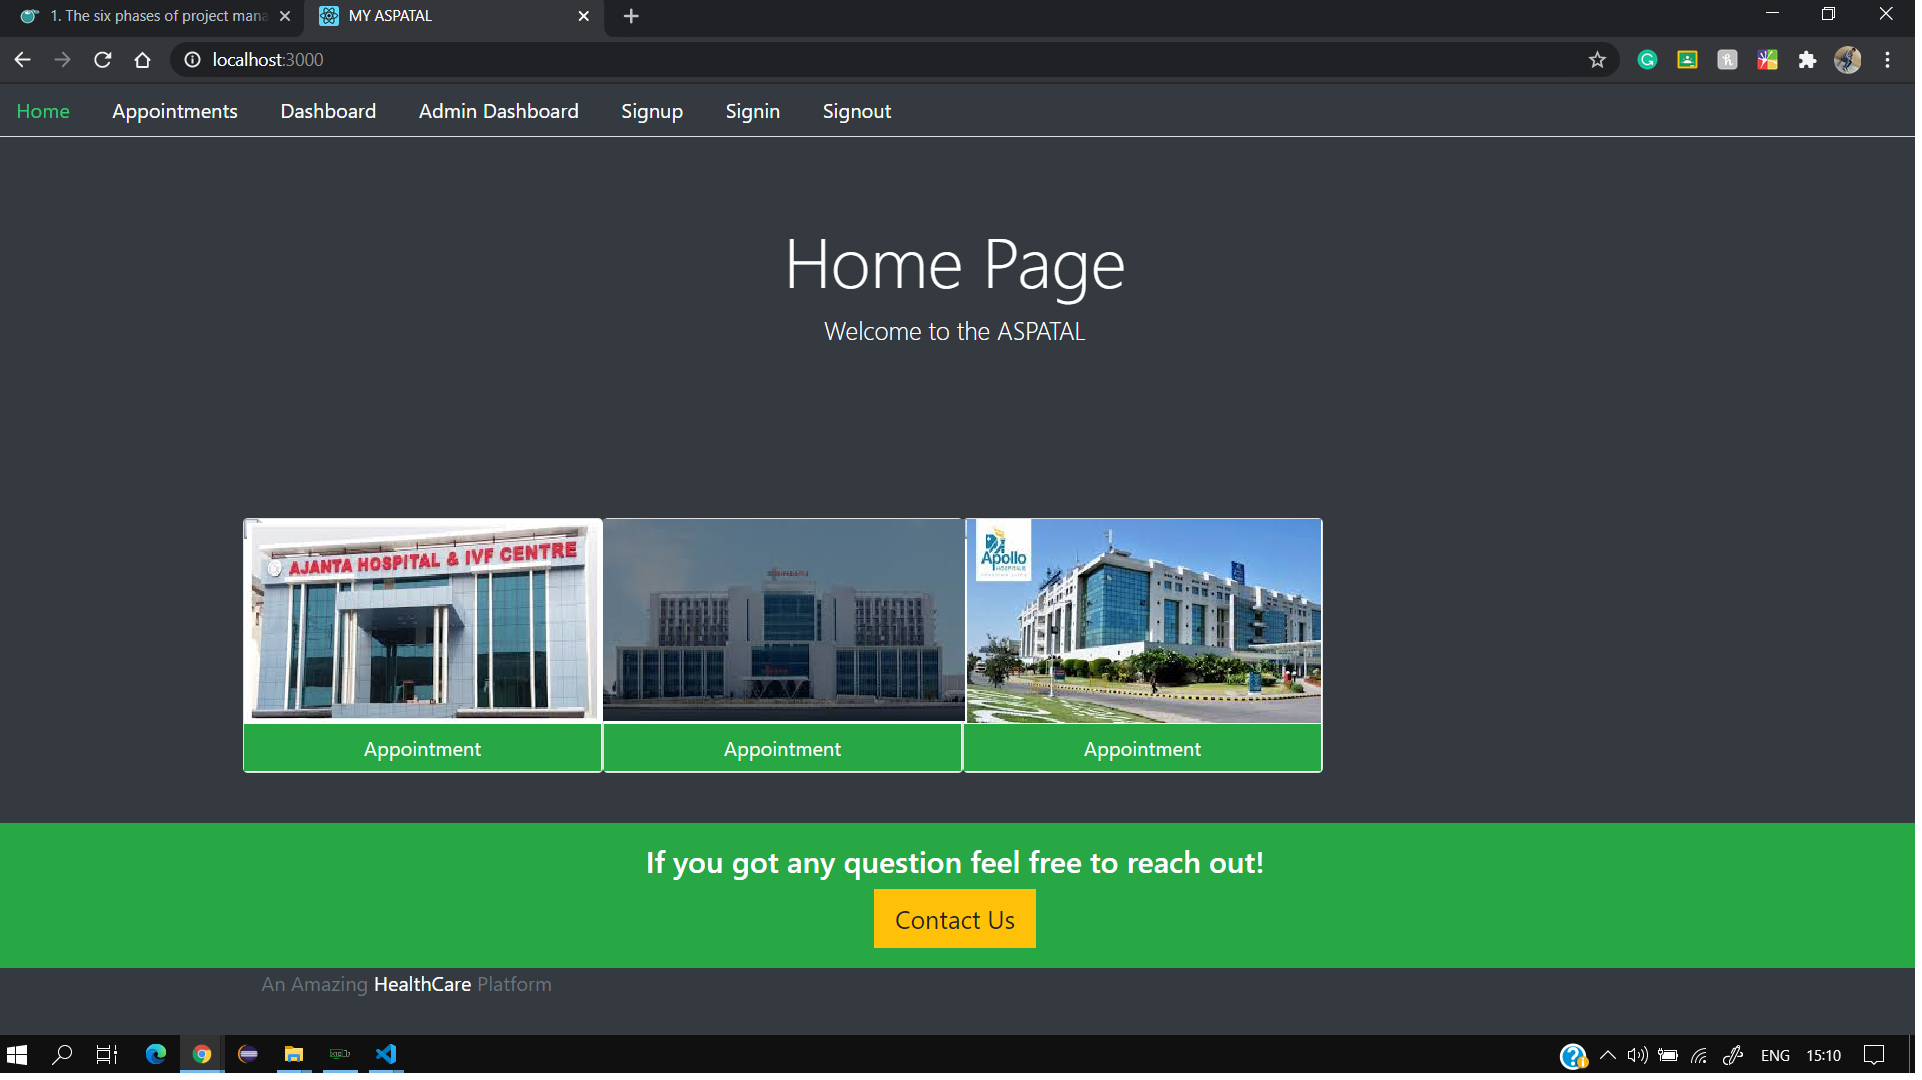 1. The six phases of project mana
MY ASPATAL
localhost:3000
Home Appointments Dashboard Admin Dashboard Signup Signin Signout
Home Page
Welcome to the ASPATAL
AJANTA HOSPITAL & IVF CENTRE
Apollo
HOSPITALS
Appointment Appointment Appointment
If you got any question feel free to reach out!
Contact Us
An Amazing HealthCare Platform
ENG 15:10